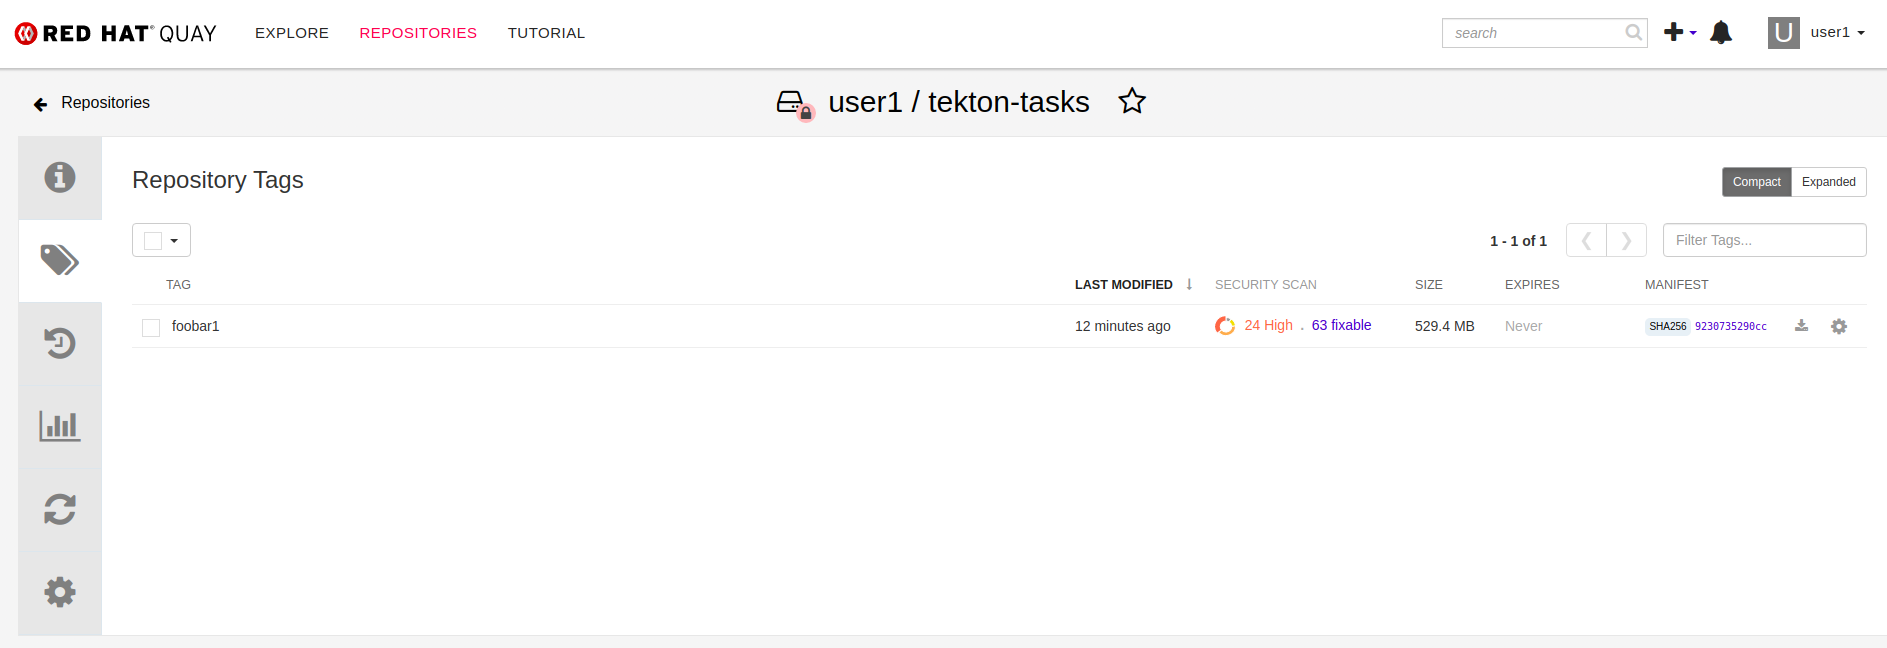 RED HAT® QUAY EXPLORE REPOSITORIES TUTORIAL search U user1
Repositories user1 / tekton-tasks
Repository Tags Compact Expanded
1 - 1 of 1 Filter Tags...
TAG LAST MODIFIED SECURITY SCAN SIZE EXPIRES MANIFEST
foobar1 12 minutes ago 24 High . 63 fixable 529.4 MB Never SHA256 9230735290cc